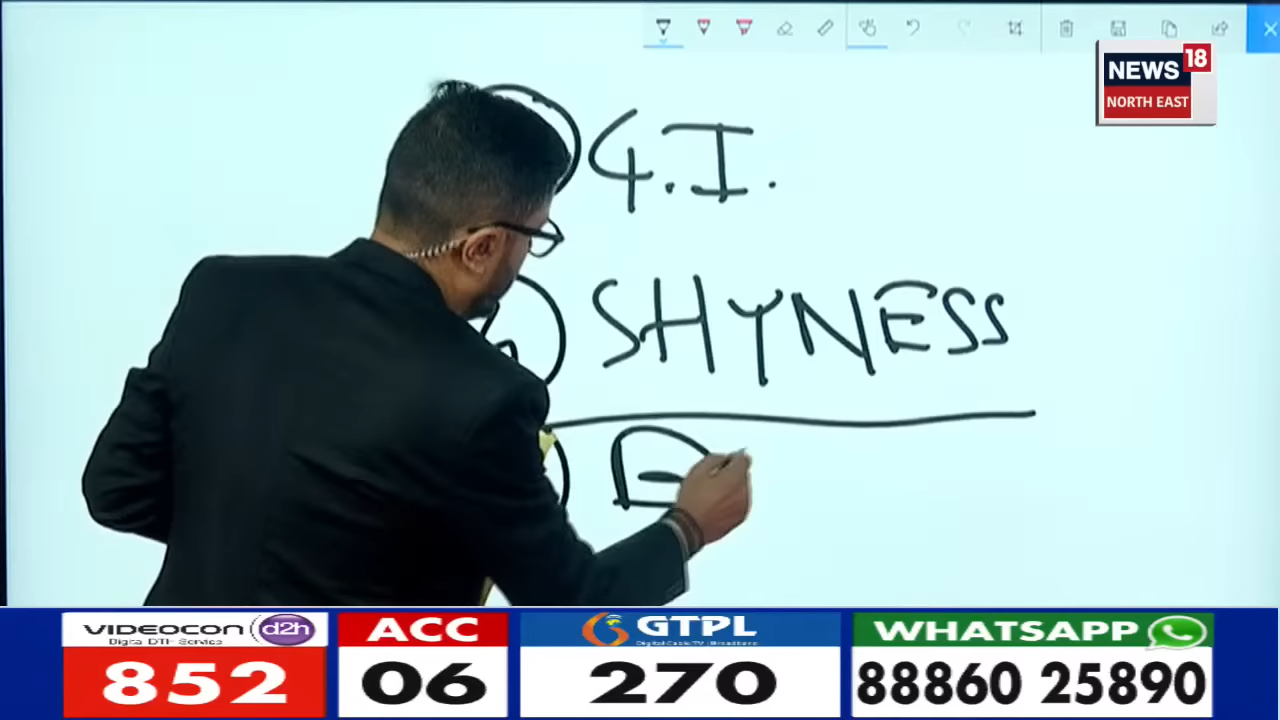 NEWS 18
NORTH EAST
G.I.
SHYNESS
E
VIDEOCON d2h
Digital DTH Service
852
ACC
06
GTPL
Digital Cable TV | Broadband
270
WHATSAPP
88860 25890